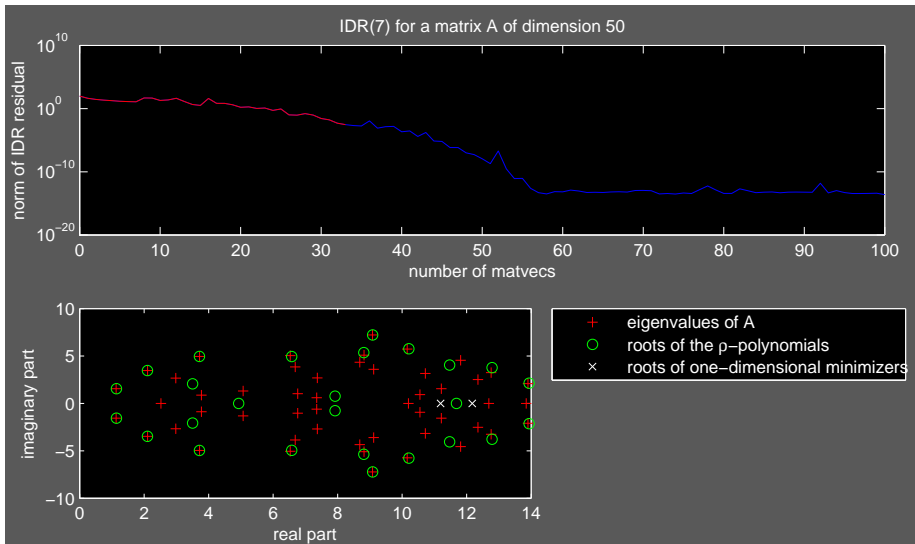 IDR(7) for a matrix A of dimension 50
norm of IDR residual
10^10
10^0
10^−10
10^−20
0 10 20 30 40 50 60 70 80 90 100
number of matvecs
imaginary part
10
5
0
−5
−10
0 2 4 6 8 10 12 14
real part
eigenvalues of A
roots of the ρ−polynomials
roots of one−dimensional minimizers